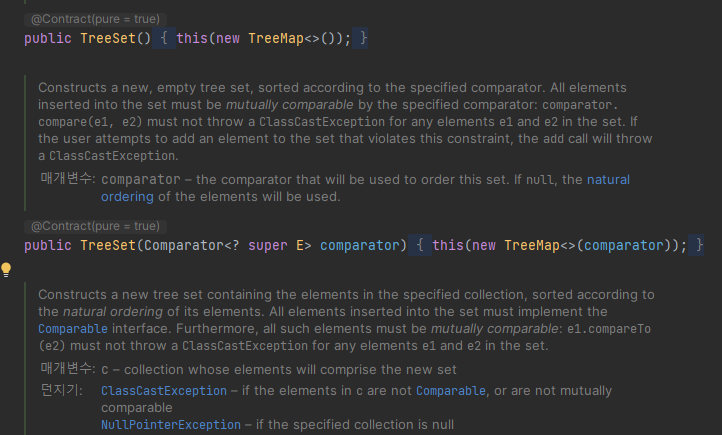 @Contract(pure = true)
public TreeSet() { this(new TreeMap<>()); }
Constructs a new, empty tree set, sorted according to the specified comparator. All elements
inserted into the set must be mutually comparable by the specified comparator: comparator.
compare(e1, e2) must not throw a ClassCastException for any elements e1 and e2 in the set. If
the user attempts to add an element to the set that violates this constraint, the add call will throw
a ClassCastException.
매개변수: comparator – the comparator that will be used to order this set. If null, the natural
ordering of the elements will be used.
@Contract(pure = true)
public TreeSet(Comparator<? super E> comparator) { this(new TreeMap<>(comparator)); }
Constructs a new tree set containing the elements in the specified collection, sorted according to
the natural ordering of its elements. All elements inserted into the set must implement the
Comparable interface. Furthermore, all such elements must be mutually comparable: e1.compareTo
(e2) must not throw a ClassCastException for any elements e1 and e2 in the set.
매개변수: c – collection whose elements will comprise the new set
던지기: ClassCastException – if the elements in c are not Comparable, or are not mutually
comparable
NullPointerException – if the specified collection is null